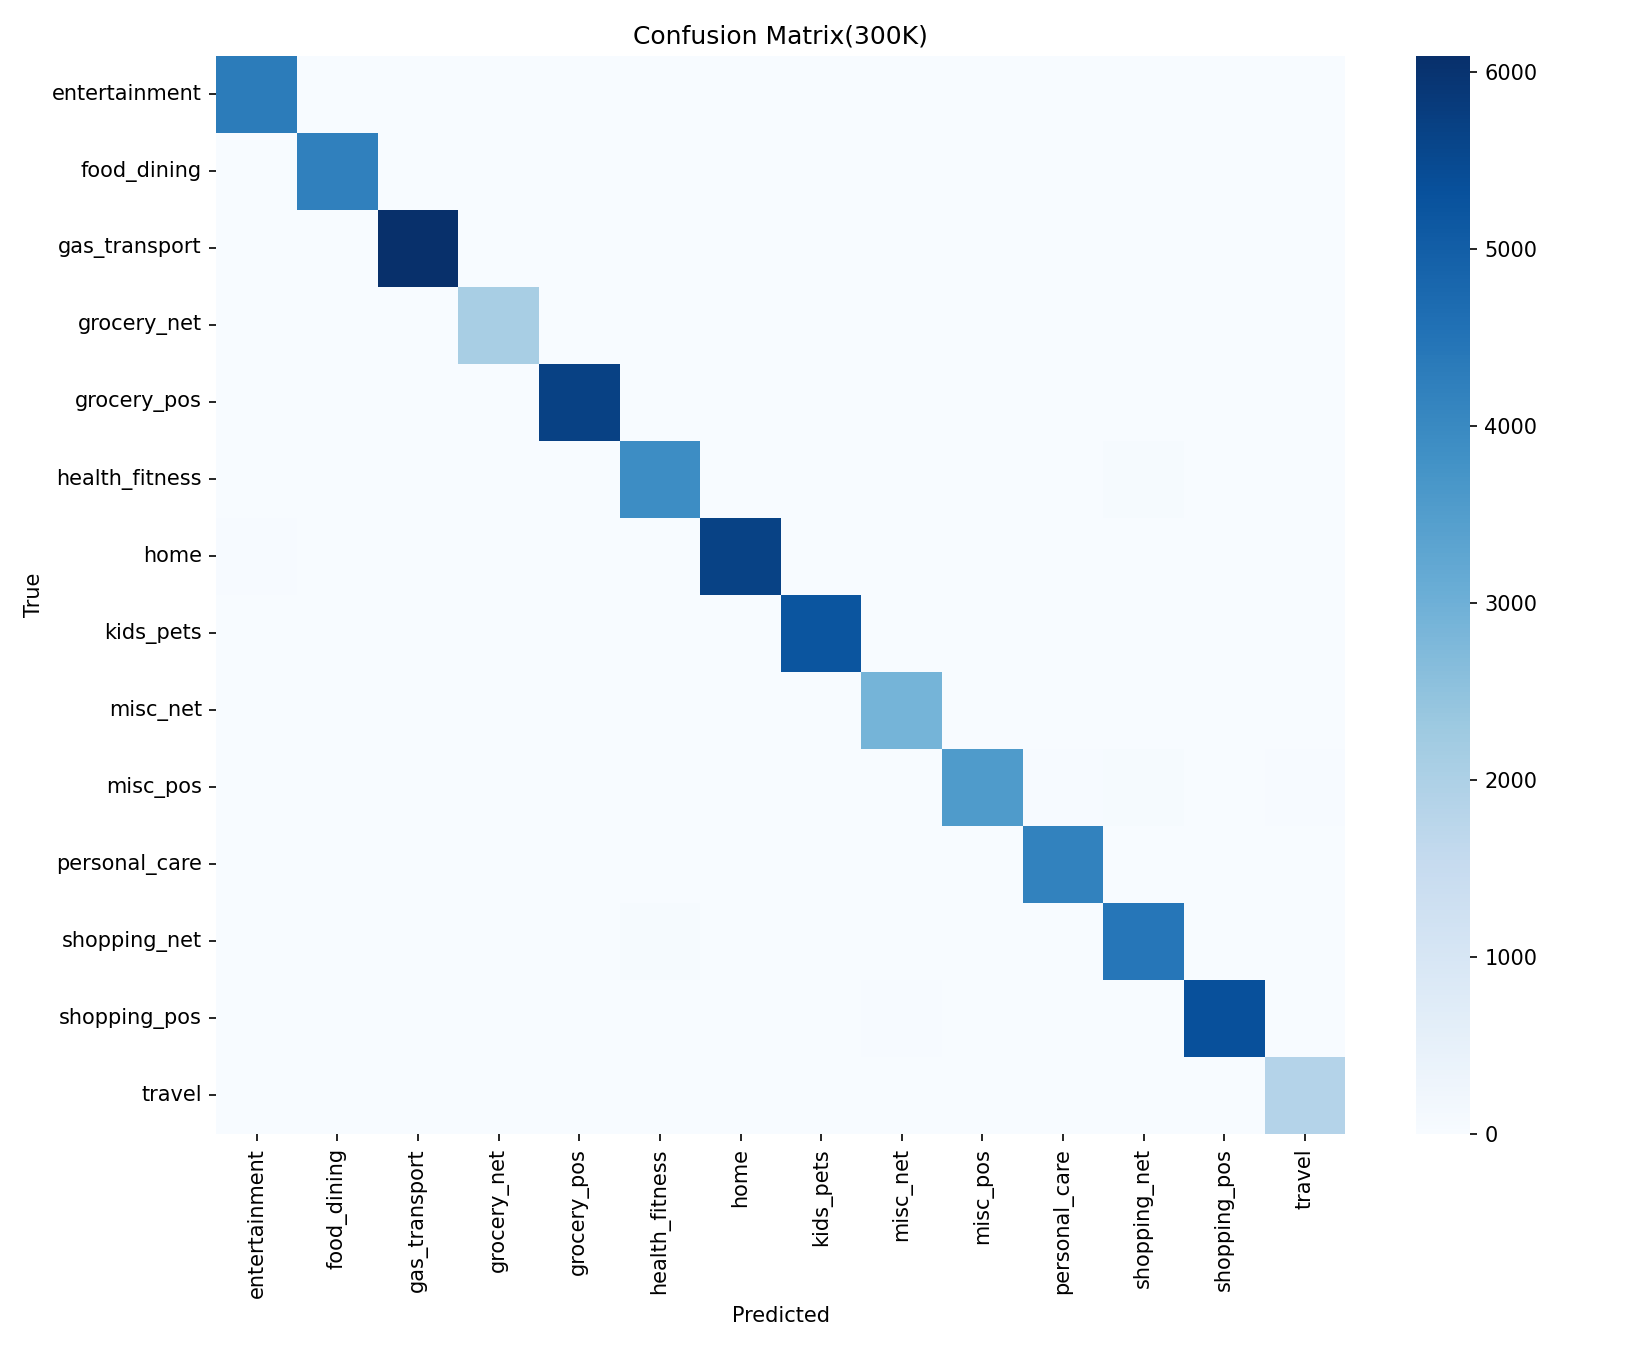 Confusion Matrix(300K)
True
entertainment
food_dining
gas_transport
grocery_net
grocery_pos
health_fitness
home
kids_pets
misc_net
misc_pos
personal_care
shopping_net
shopping_pos
travel
entertainment
food_dining
gas_transport
grocery_net
grocery_pos
health_fitness
home
kids_pets
misc_net
misc_pos
personal_care
shopping_net
shopping_pos
travel
Predicted
6000
5000
4000
3000
2000
1000
0